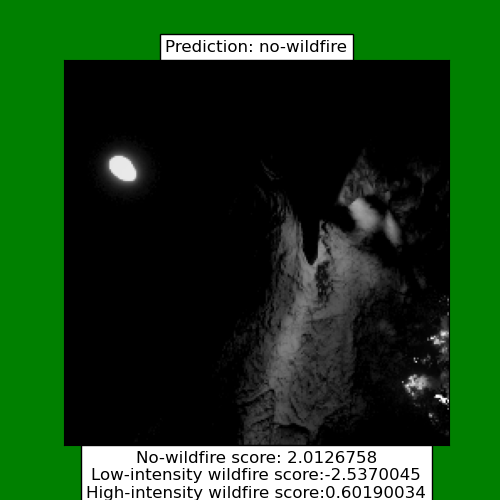 Prediction: no-wildfire
No-wildfire score: 2.0126758
Low-intensity wildfire score:-2.5370045
High-intensity wildfire score:0.60190034